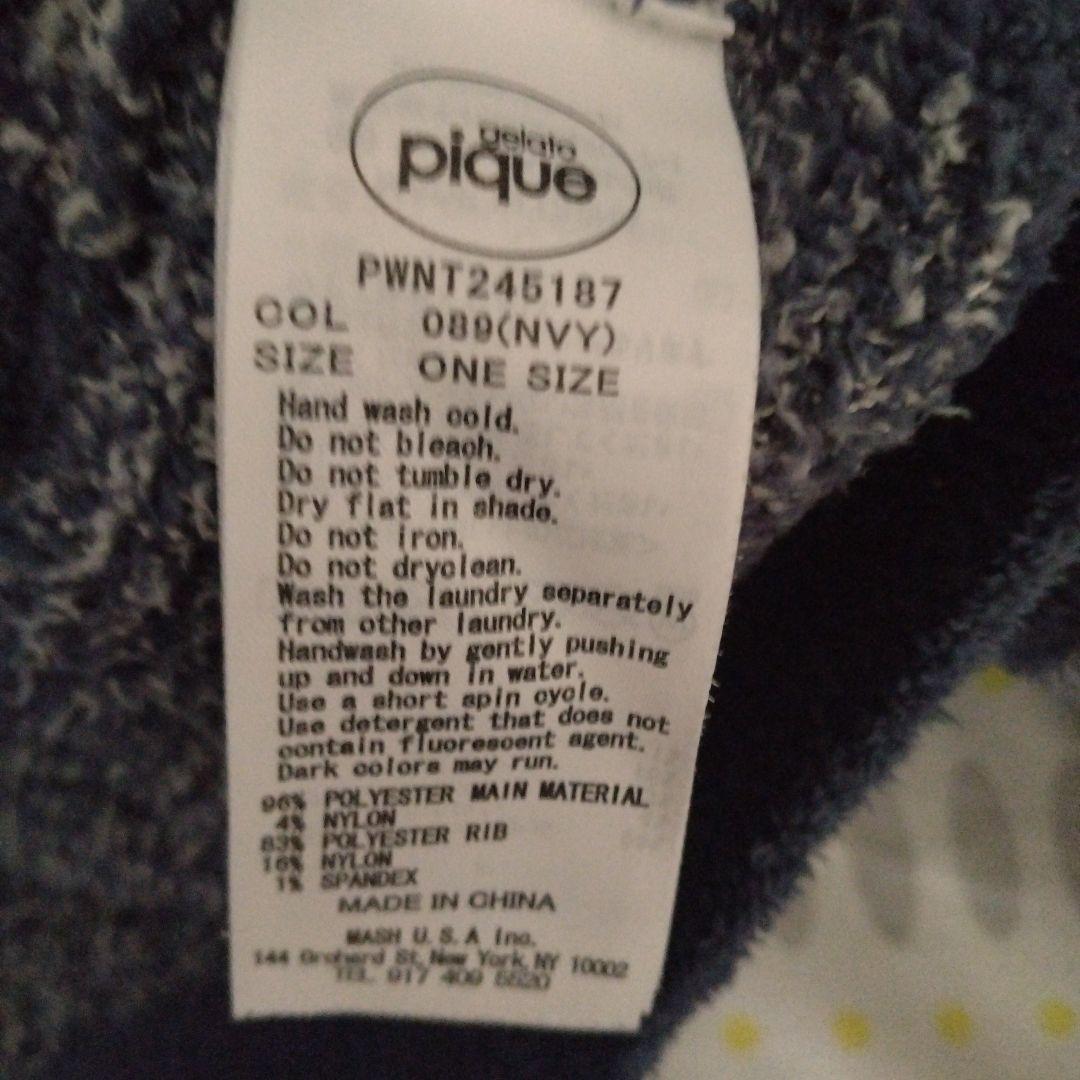 gelato
pique
PWNT245187
COL 089(NVY)
SIZE ONE SIZE
Hand wash cold.
Do not bleach.
Do not tumble dry.
Dry flat in shade.
Do not iron.
Do not dryclean.
Wash the laundry separately
from other laundry.
Handwash by gently pushing
up and down in water.
Use a short spin cycle.
Use detergent that does not
contain fluorescent agent.
Dark colors may run.
96% POLYESTER MAIN MATERIAL
4% NYLON
83% POLYESTER RIB
16% NYLON
1% SPANDEX
MADE IN CHINA
MASH U.S.A Inc.
144 Orchard St, New York, NY 10002
TEL. 917 409 5520